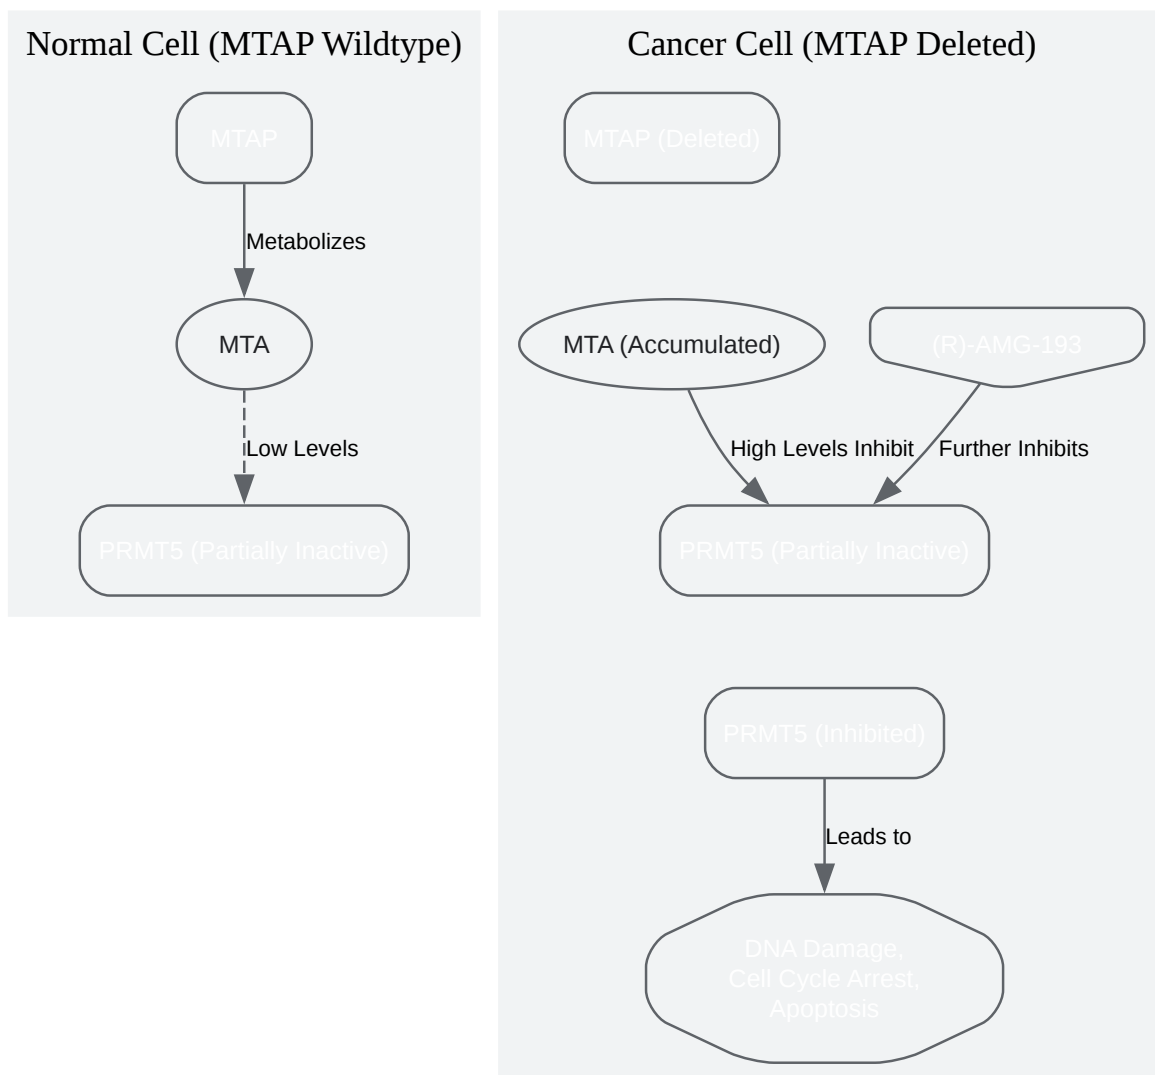 Normal Cell (MTAP Wildtype)
MTAP
Metabolizes
MTA
Low Levels
PRMT5 (Partially Inactive)
Cancer Cell (MTAP Deleted)
MTAP (Deleted)
MTA (Accumulated)
(R)-AMG-193
High Levels Inhibit
Further Inhibits
PRMT5 (Partially Inactive)
PRMT5 (Inhibited)
Leads to
DNA Damage,
Cell Cycle Arrest,
Apoptosis